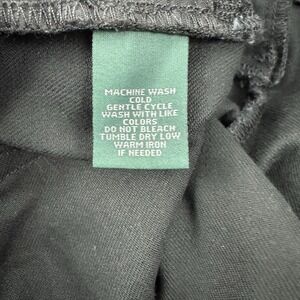 MACHINE WASH
COLD
GENTLE CYCLE
WASH WITH LIKE
COLORS
DO NOT BLEACH
TUMBLE DRY LOW
WARM IRON
IF NEEDED